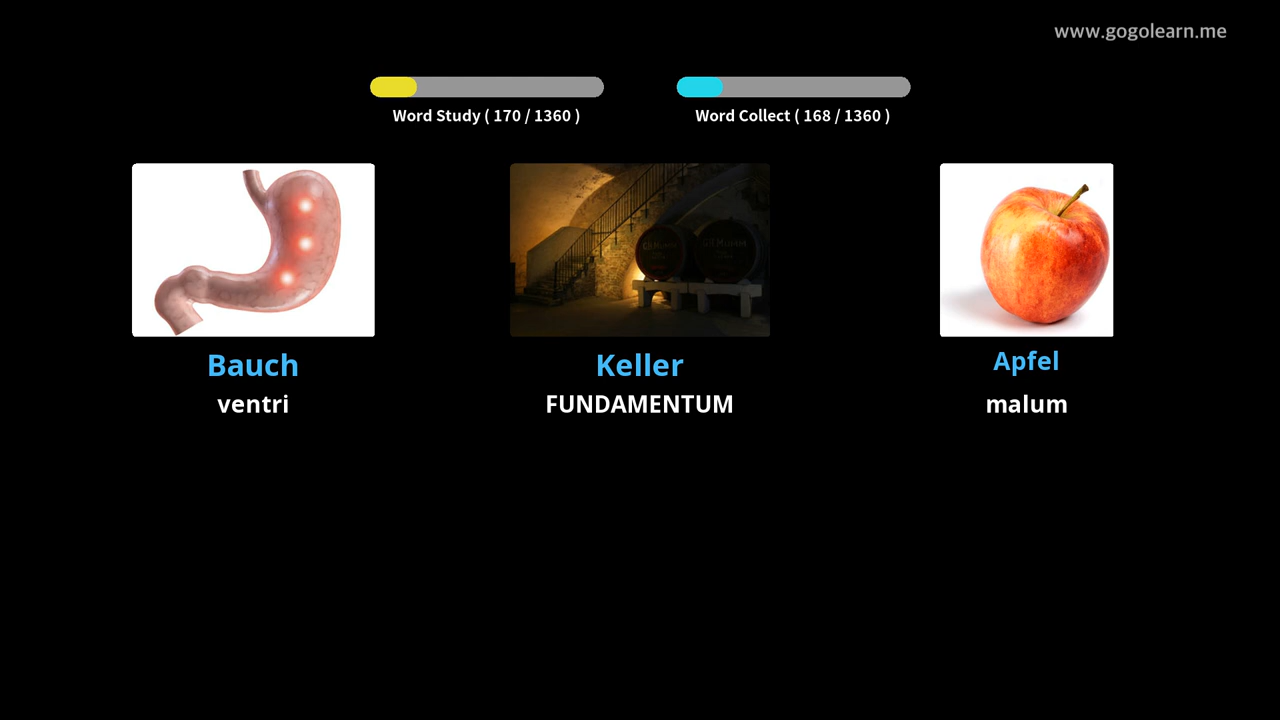 www.gogolearn.me
Word Study ( 170 / 1360 )
Word Collect ( 168 / 1360 )
Bauch
Keller
Apfel
ventri
FUNDAMENTUM
malum